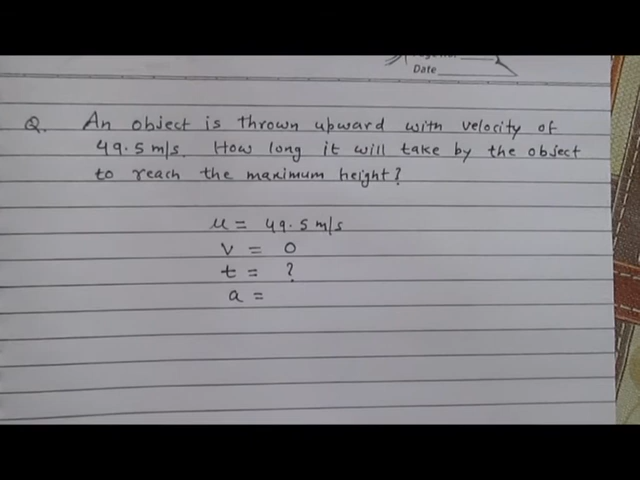 Date
Q. An object is thrown upward with velocity of
49.5 m/s. How long it will take by the object
to reach the maximum height?
u = 49.5 m/s
v = 0
t = ?
a =